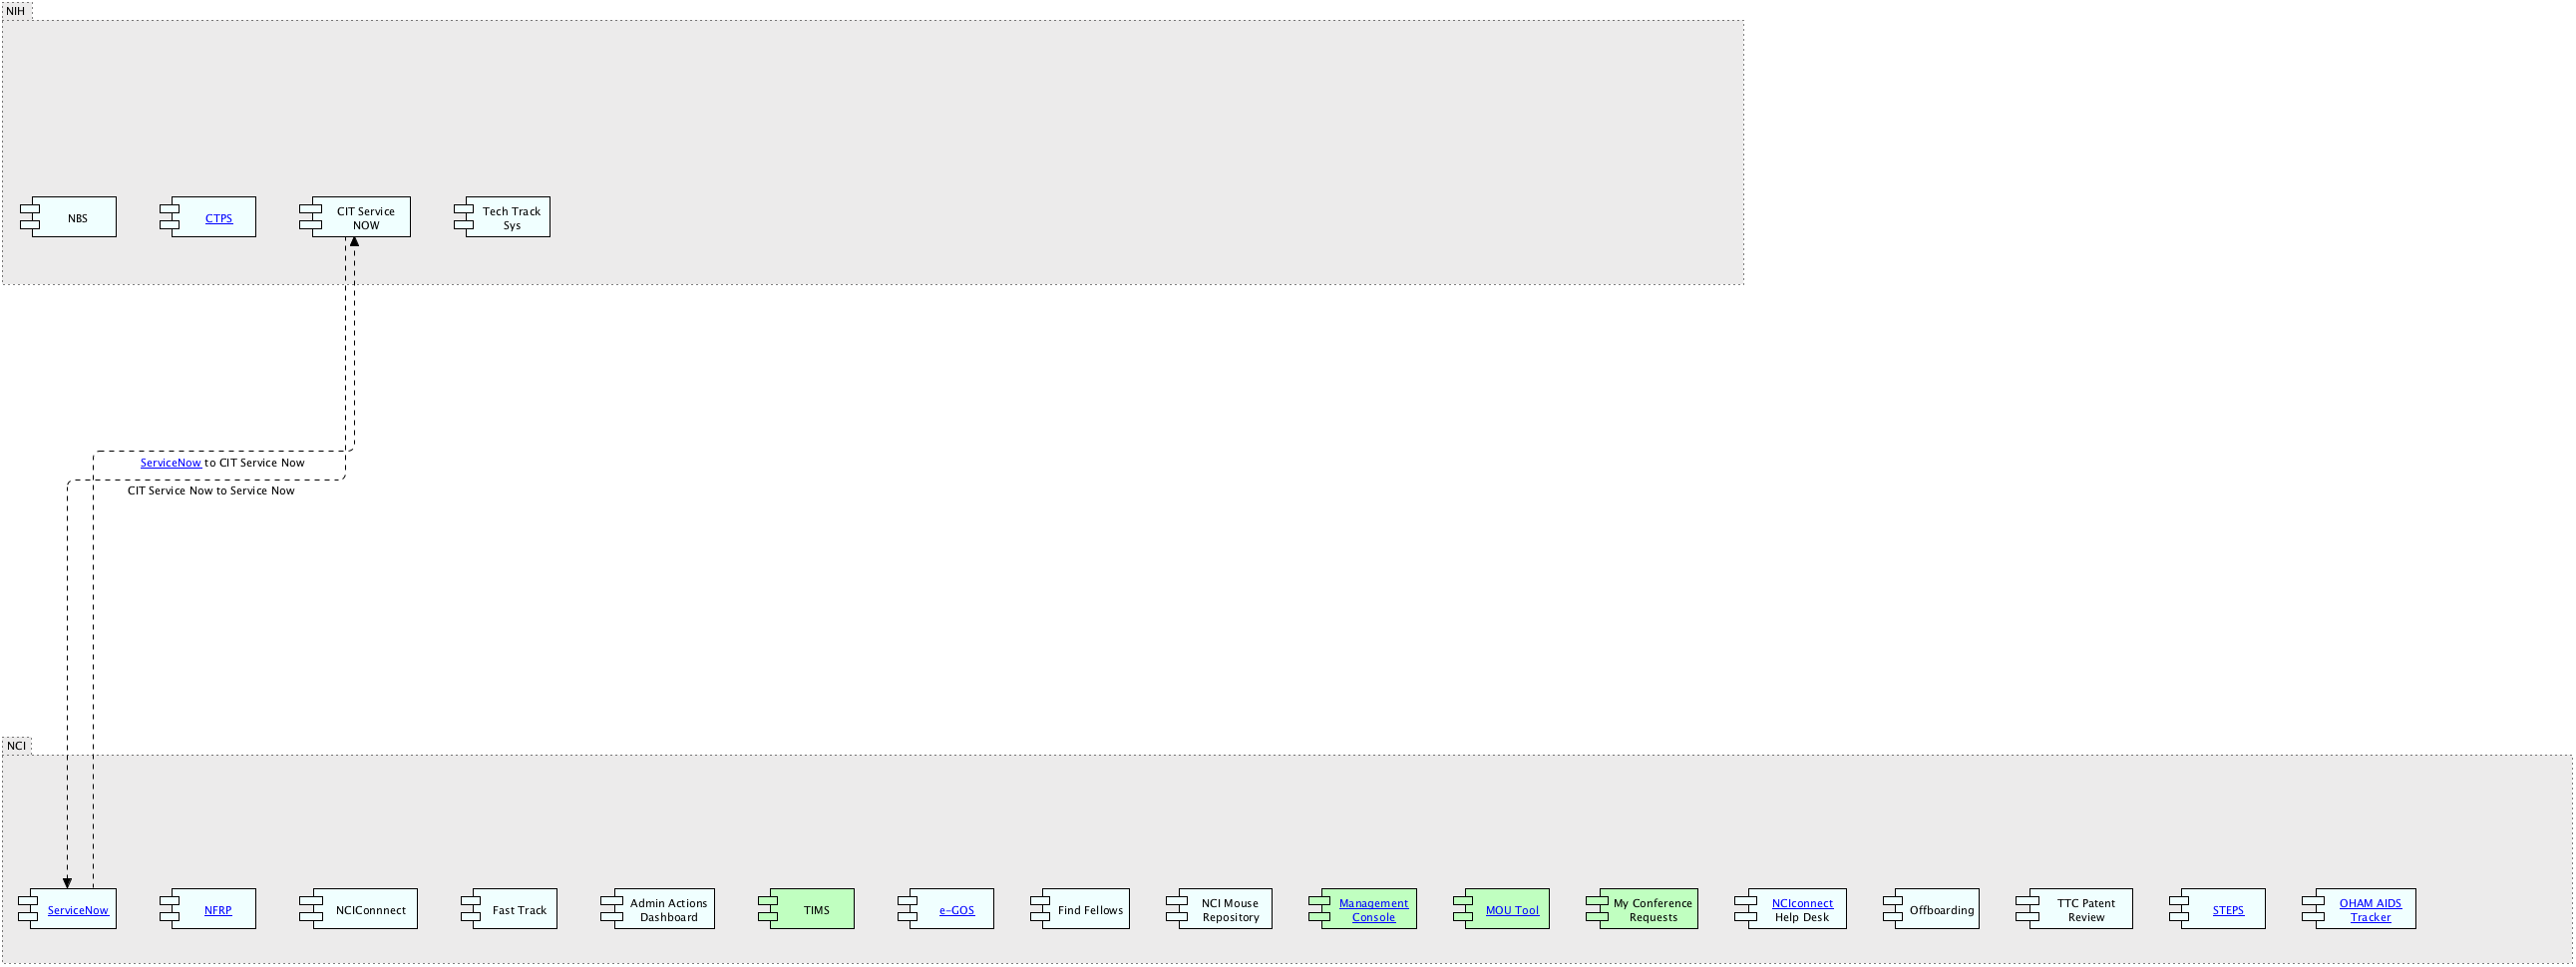 NIH
NBS
CTPS
CIT Service
NOW
Tech Track
Sys
ServiceNow to CIT Service Now
CIT Service Now to Service Now
NCI
ServiceNow
NFRP
NCIConnnect
Fast Track
Admin Actions
Dashboard
TIMS
e-GOS
Find Fellows
NCI Mouse
Repository
Management
Console
MOU Tool
My Conference
Requests
NCIconnect
Help Desk
Offboarding
TTC Patent
Review
STEPS
OHAM AIDS
Tracker